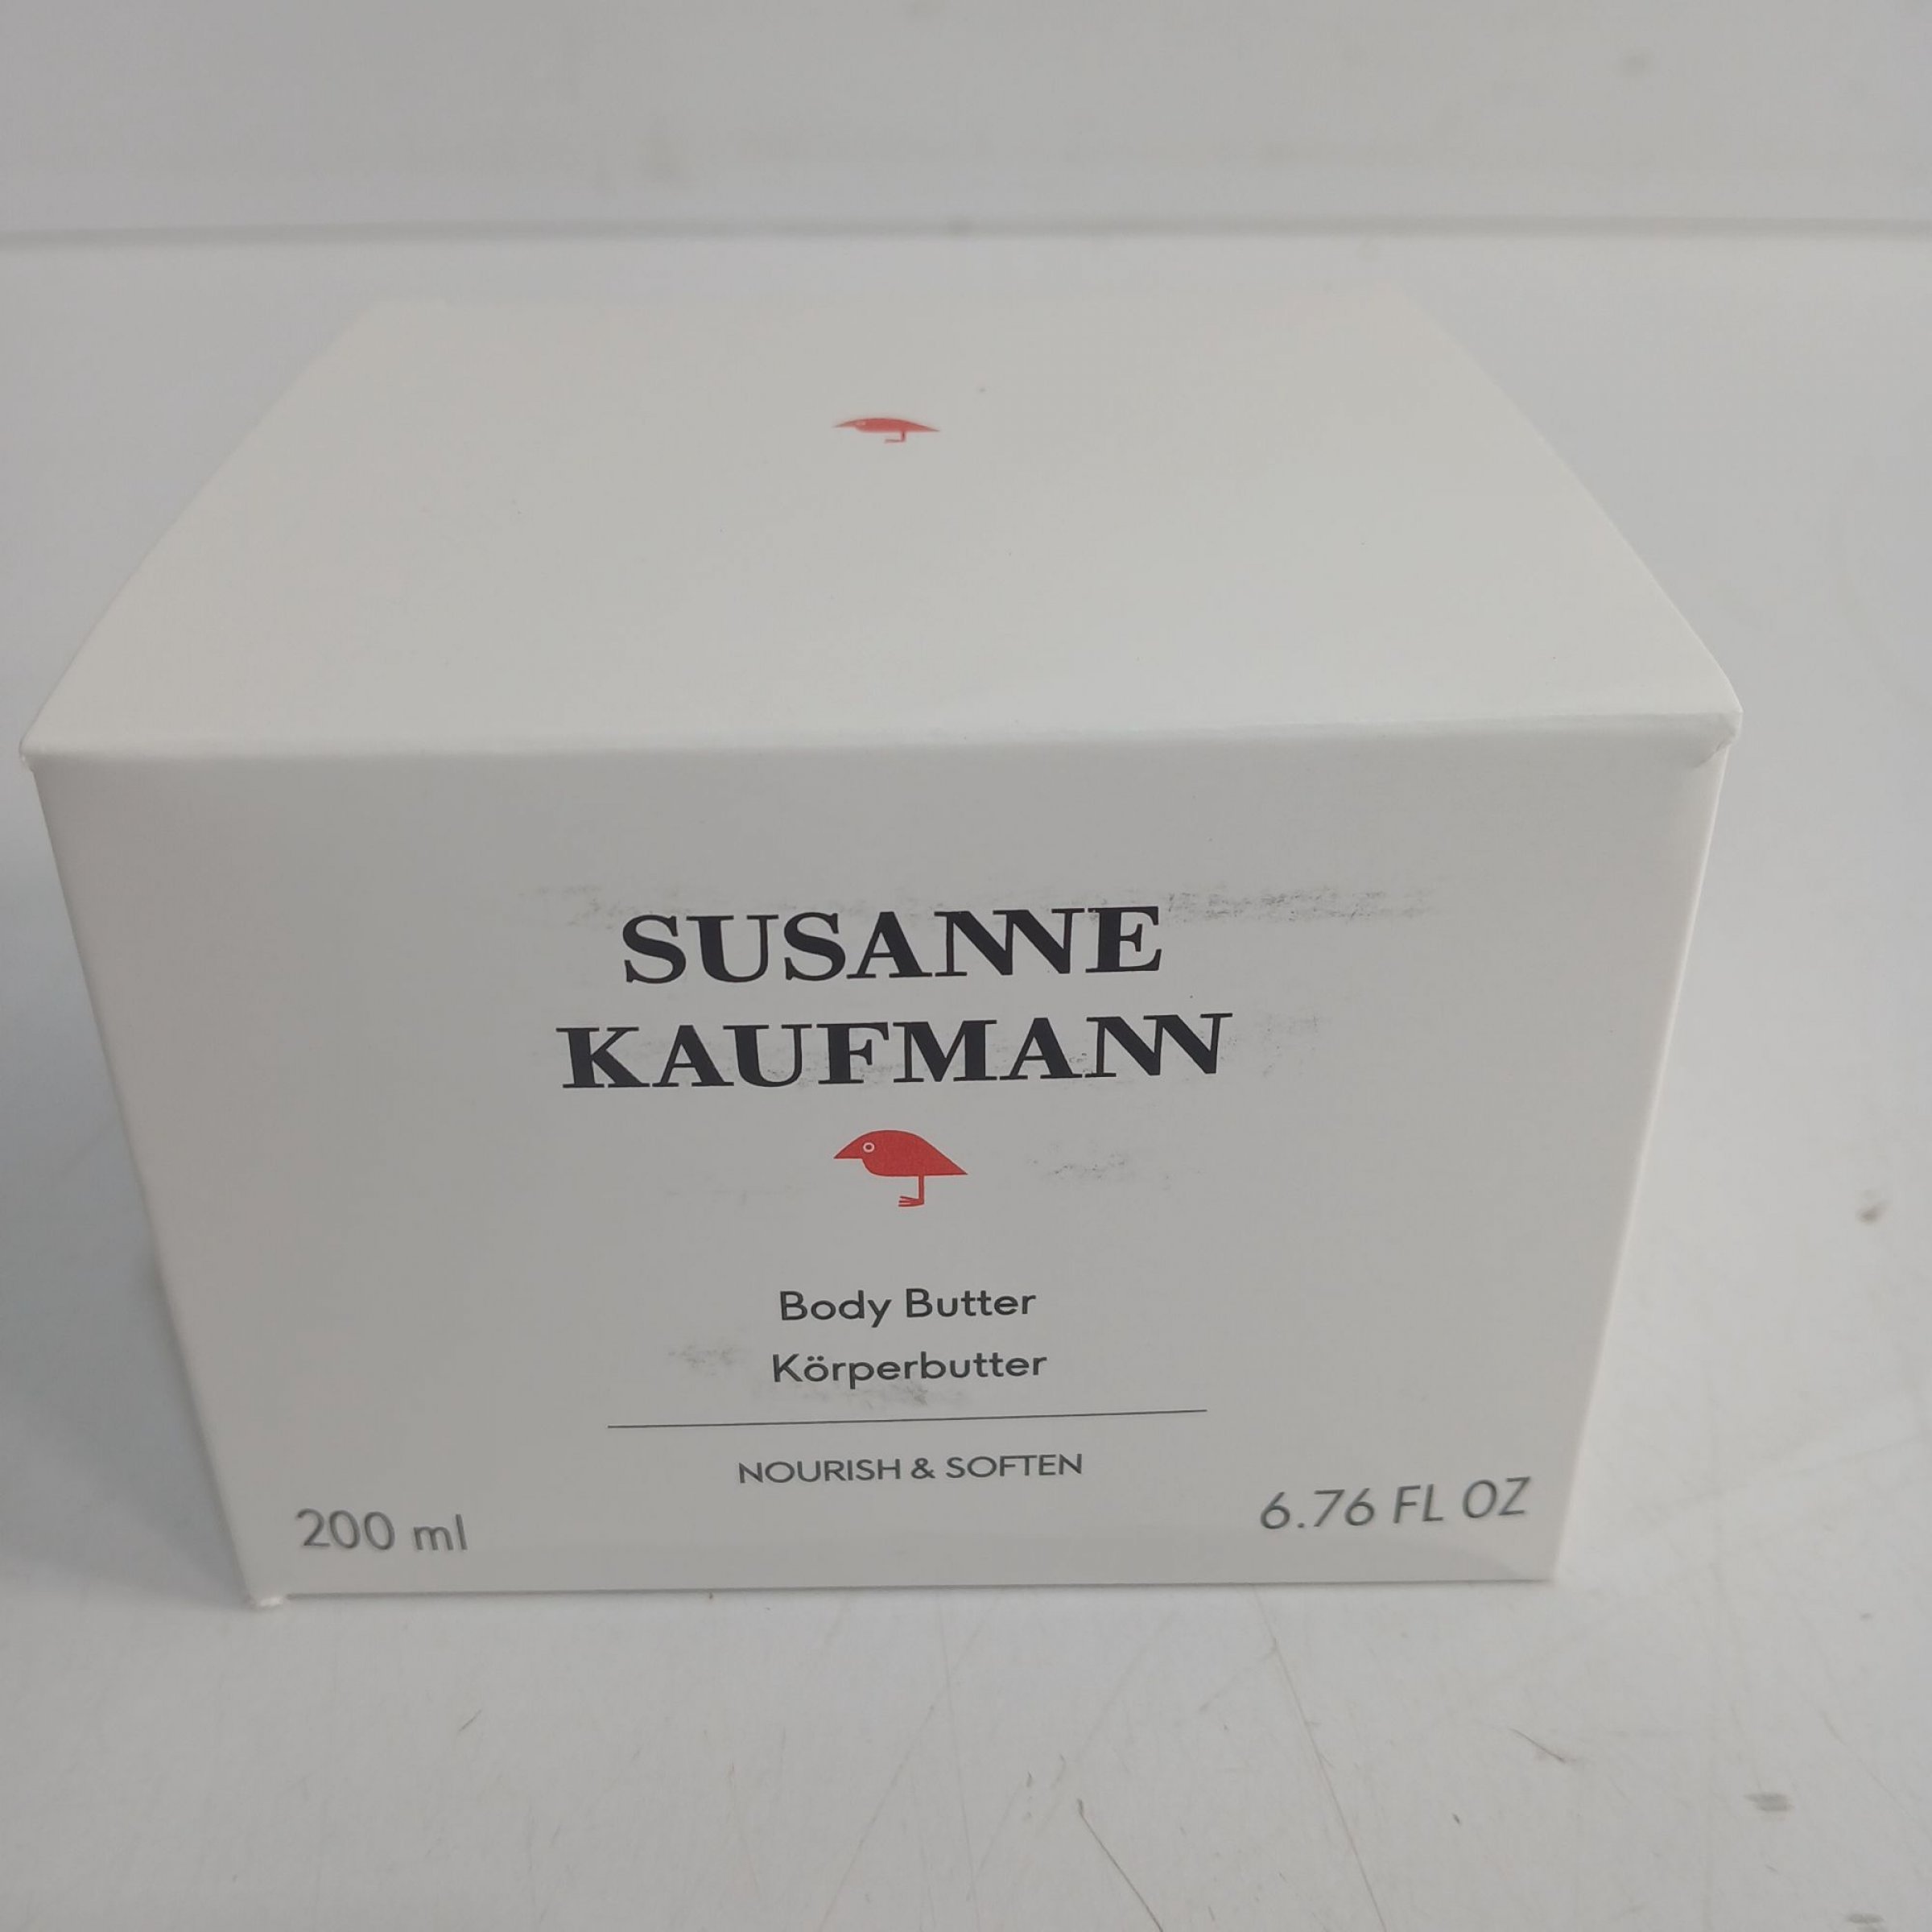 SUSANNE
KAUFMANN
Body Butter
Körperbutter
NOURISH & SOFTEN
200 ml
6.76 FL OZ